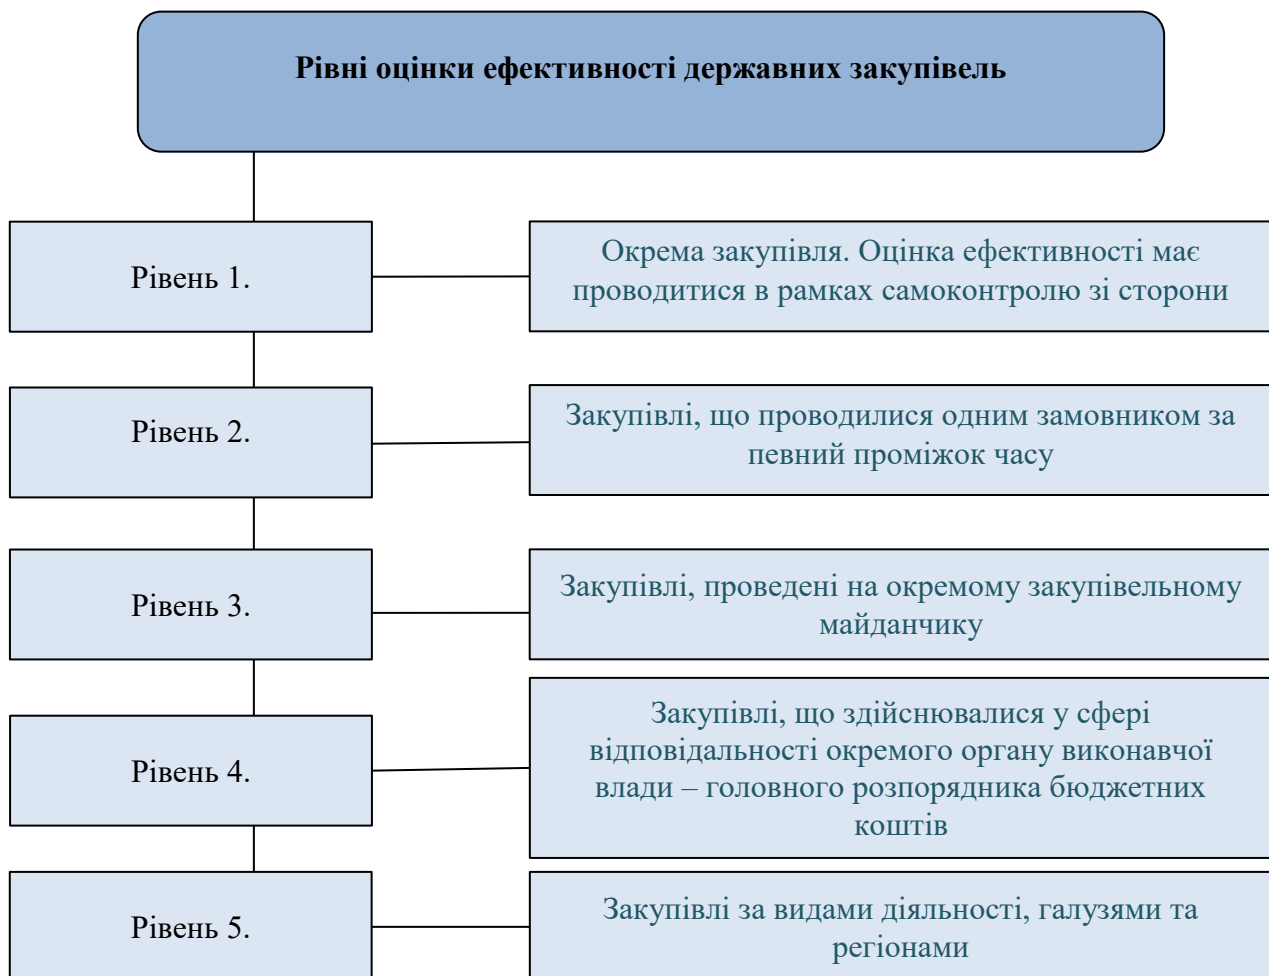 Рівні оцінки ефективності державних закупівель
Рівень 1.
Окрема закупівля. Оцінка ефективності має
проводитися в рамках самоконтролю зі сторони
Рівень 2.
Закупівлі, що проводилися одним замовником за
певний проміжок часу
Рівень 3.
Закупівлі, проведені на окремому закупівельному
майданчику
Рівень 4.
Закупівлі, що здійснювалися у сфері
відповідальності окремого органу виконавчої
влади – головного розпорядника бюджетних
коштів
Рівень 5.
Закупівлі за видами діяльності, галузями та
регіонами